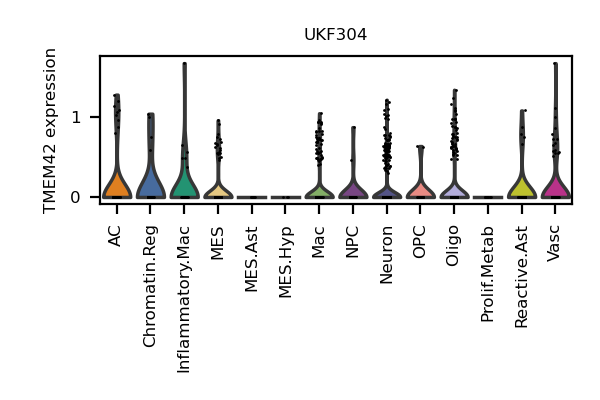 UKF304
TMEM42 expression
1
0
AC
Chromatin.Reg
Inflammatory.Mac
MES
MES.Ast
MES.Hyp
Mac
NPC
Neuron
OPC
Oligo
Prolif.Metab
Reactive.Ast
Vasc